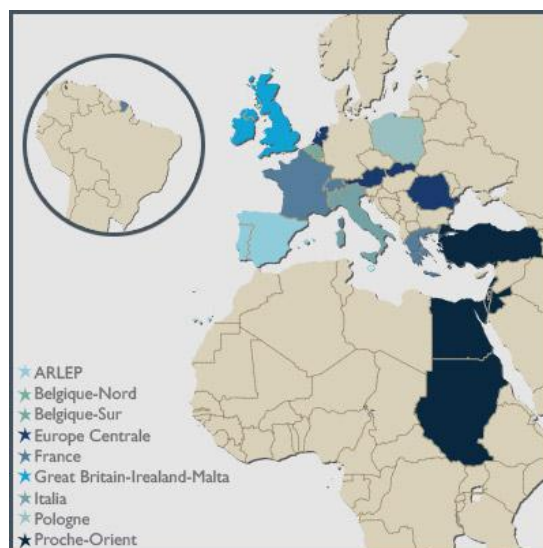 ARLEP
Belgique-Nord
Belgique-Sur
Europe Centrale
France
Great Britain-Irealand-Malta
Italia
Pologne
Proche-Orient